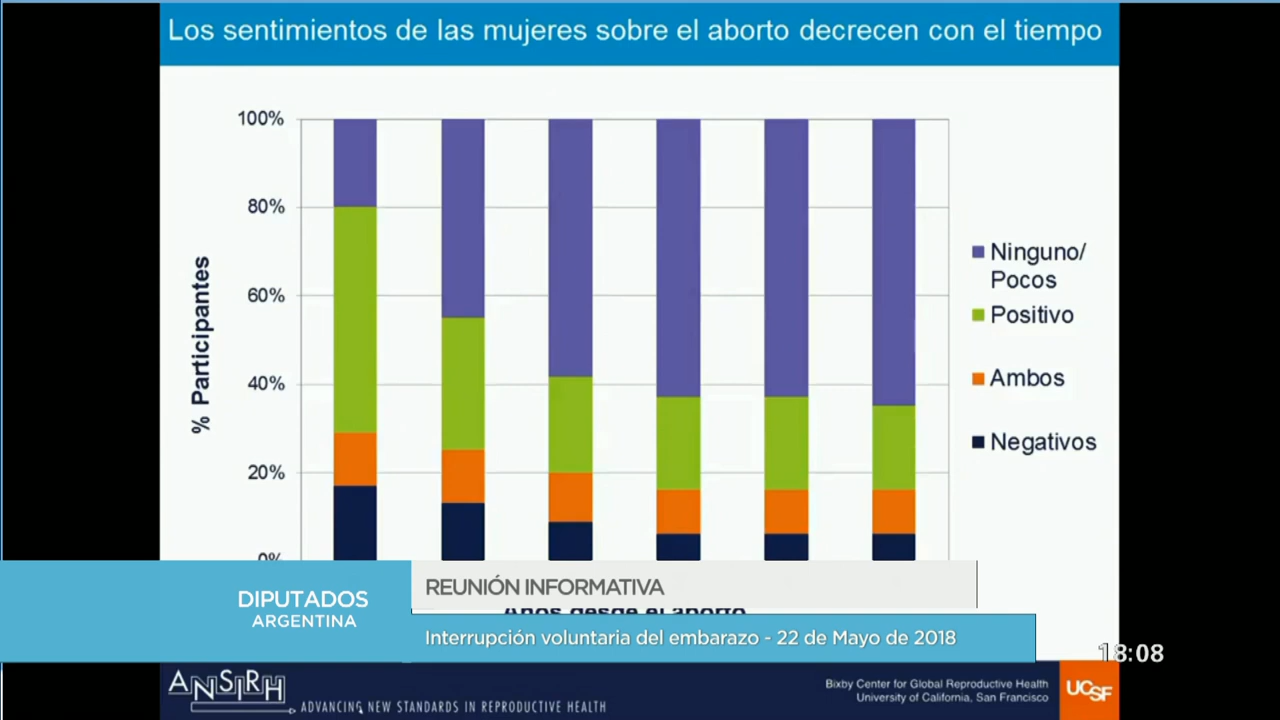 Los sentimientos de las mujeres sobre el aborto decrecen con el tiempo
100%
80%
60%
40%
20%
0%
% Participantes
Ninguno/
Pocos
Positivo
Ambos
Negativos
Años desde el aborto
DIPUTADOS
ARGENTINA
REUNIÓN INFORMATIVA
Interrupción voluntaria del embarazo - 22 de Mayo de 2018
18:08
ANSIRH
ADVANCING NEW STANDARDS IN REPRODUCTIVE HEALTH
Bixby Center for Global Reproductive Health
University of California, San Francisco
UCSF